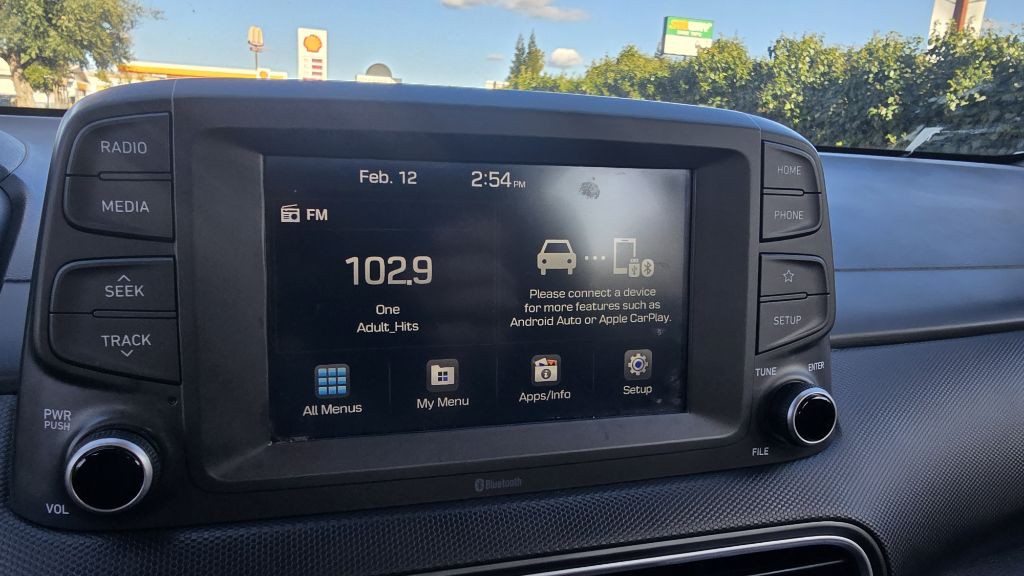 RADIO
MEDIA
SEEK
TRACK
PWR
PUSH
VOL
Feb. 12 2:54 PM
FM
102.9
One
Adult_Hits
Please connect a device
for more features such as
Android Auto or Apple CarPlay.
All Menus
My Menu
Apps/Info
Setup
Bluetooth
HOME
PHONE
SETUP
TUNE
ENTER
FILE